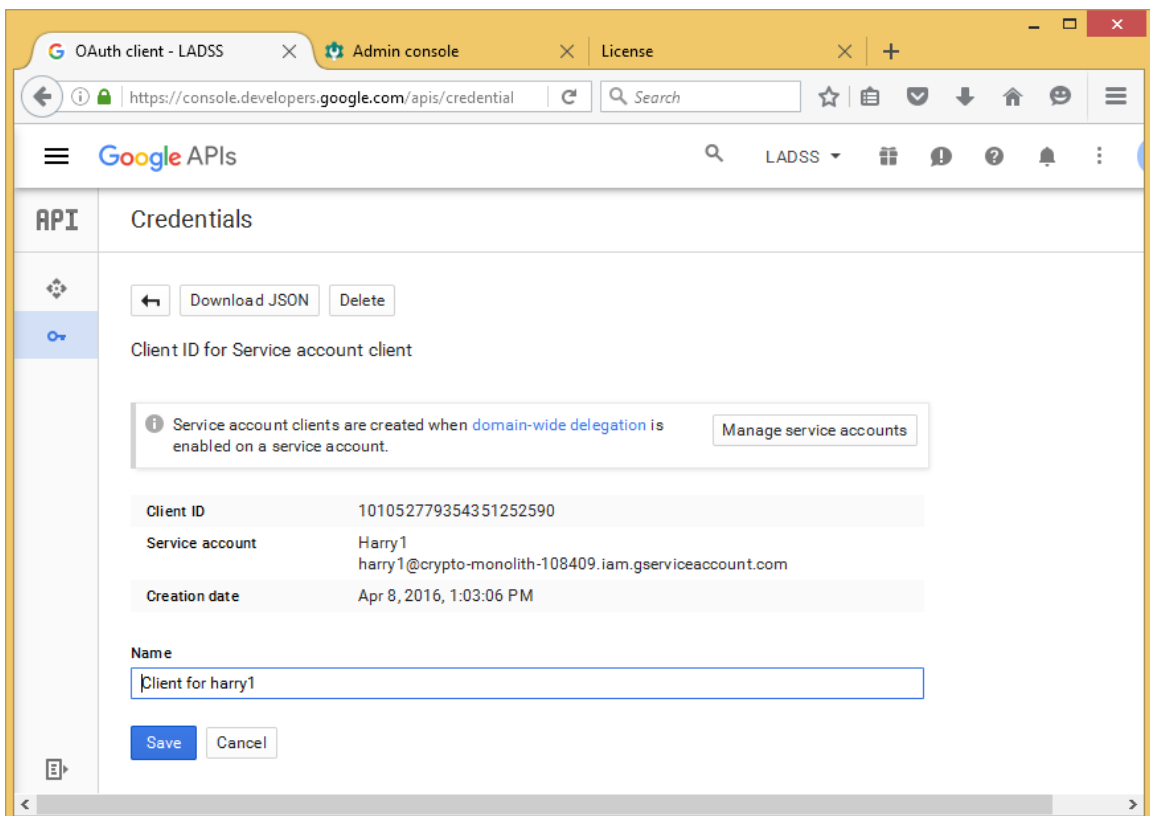 OAuth client - LADSS
Admin console
License
https://console.developers.google.com/apis/credential
Search
Google APIs
LADSS
API
Credentials
Download JSON
Delete
Client ID for Service account client
Service account clients are created when domain-wide delegation is
enabled on a service account.
Manage service accounts
Client ID 101052779354351252590
Service account Harry1
harry1@crypto-monolith-108409.iam.gserviceaccount.com
Creation date Apr 8, 2016, 1:03:06 PM
Name
Client for harry1
Save Cancel